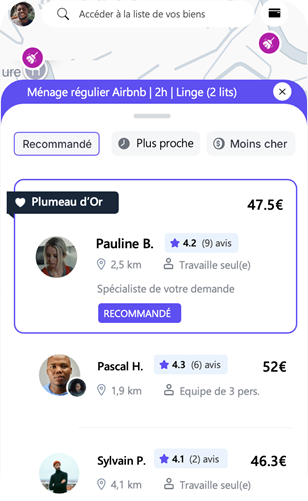 Accéder à la liste de vos biens
ure
Ménage régulier Airbnb | 2h | Linge (2 lits)
Recommandé
Plus proche
Moins cher
Plumeau d'Or
47.5€
Pauline B.
4.2 (9) avis
2,5 km
Travaille seul(e)
Spécialiste de votre demande
RECOMMANDÉ
Pascal H.
4.3 (6) avis
52€
1,9 km
Equipe de 3 pers.
Sylvain P.
4.1 (2) avis
46.3€
4,1 km
Travaille seul(e)